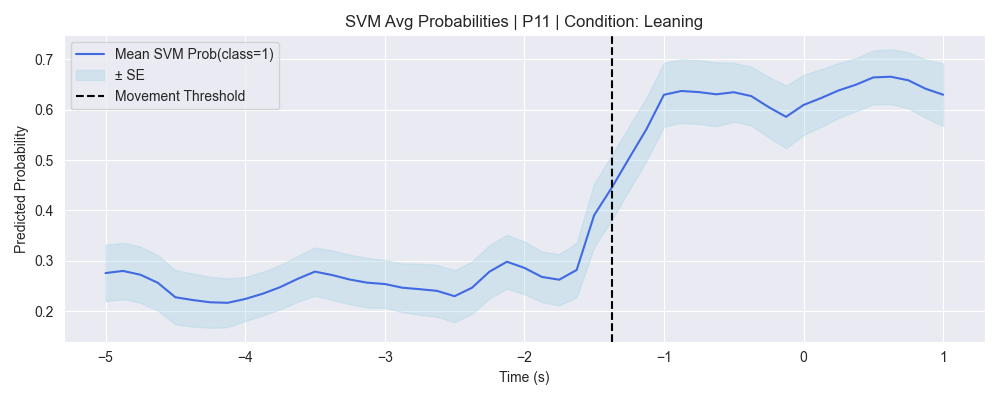 SVM Avg Probabilities | P11 | Condition: Leaning
Mean SVM Prob(class=1)
± SE
Movement Threshold
Predicted Probability
0.7
0.6
0.5
0.4
0.3
0.2
−5
−4
−3
−2
−1
0
1
Time (s)